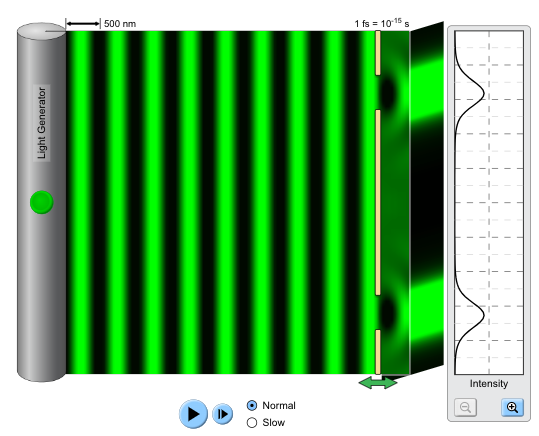 500 nm
1 fs = 10⁻¹⁵ s
Light Generator
Intensity
Normal
Slow